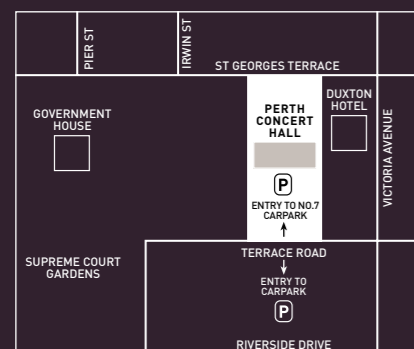 PIER ST
IRWIN ST
ST GEORGES TERRACE
GOVERNMENT
HOUSE
PERTH
CONCERT
HALL
DUXTON
HOTEL
VICTORIA AVENUE
P
ENTRY TO NO.7
CARPARK
SUPREME COURT
GARDENS
TERRACE ROAD
ENTRY TO
CARPARK
P
RIVERSIDE DRIVE